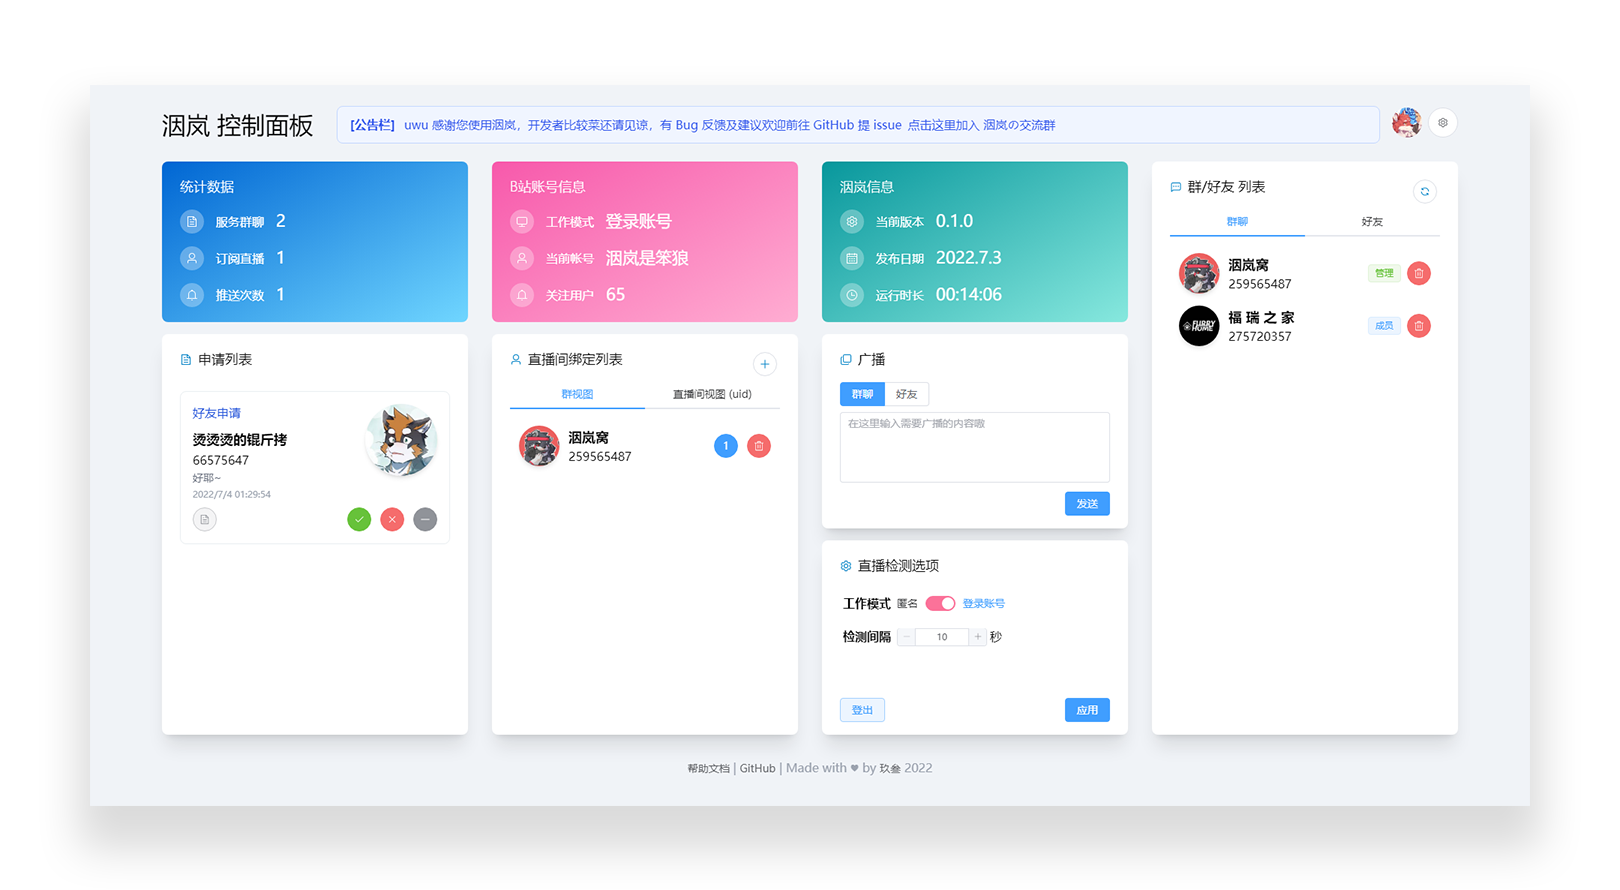 洇岚 控制面板
[公告栏] uwu 感谢您使用洇岚，开发者比较菜还请见谅，有 Bug 反馈及建议欢迎前往 GitHub 提 issue 点击这里加入 洇岚の交流群
统计数据
服务群聊 2
订阅直播 1
推送次数 1
B站账号信息
工作模式 登录账号
当前帐号 洇岚是笨狼
关注用户 65
洇岚信息
当前版本 0.1.0
发布日期 2022.7.3
运行时长 00:14:06
群/好友 列表
群聊 好友
洇岚窝
259565487
管理
福 瑞 之 家
275720357
成员
FURRY
HOME
申请列表
好友申请
烫烫烫的锟斤拷
66575647
好耶~
2022/7/4 01:29:54
直播间绑定列表
群视图 直播间视图 (uid)
洇岚窝
259565487
1
广播
群聊 好友
在这里输入需要广播的内容嗷
发送
直播检测选项
工作模式 匿名 登录账号
检测间隔 − 10 + 秒
登出 应用
帮助文档 | GitHub | Made with ♥ by 玖叁 2022